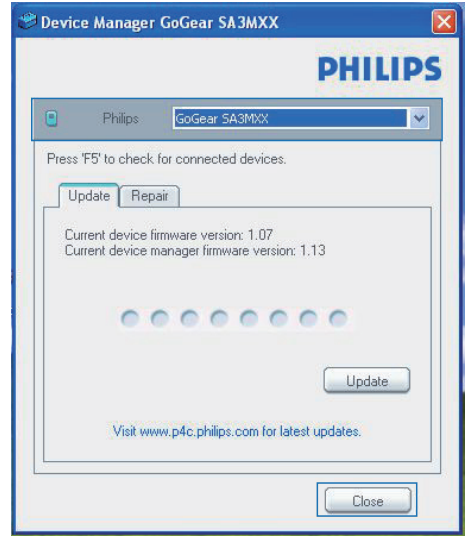 Device Manager GoGear SA3MXX
PHILIPS
Philips GoGear SA3MXX
Press 'F5' to check for connected devices.
Update Repair
Current device firmware version: 1.07
Current device manager firmware version: 1.13
Update
Visit www.p4c.philips.com for latest updates.
Close